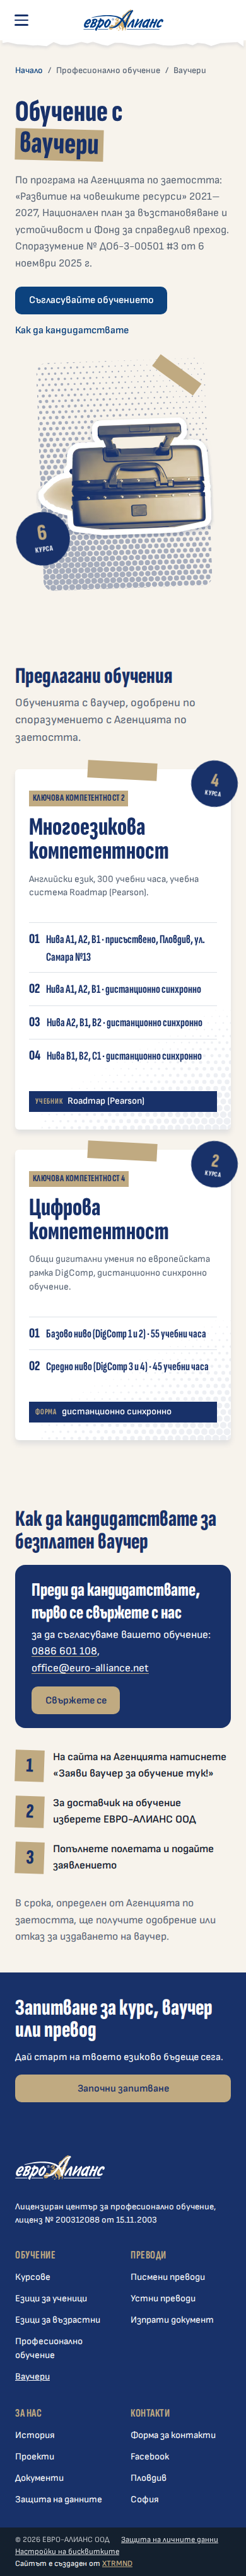 евроАлианс
Начало / Професионално обучение / Ваучери
Обучение с
ваучери
По програма на Агенцията по заетостта:
«Развитие на човешките ресурси» 2021–
2027, Национален план за възстановяване и
устойчивост и Фонд за справедлив преход.
Споразумение № ДОб-3-00501 #3 от 6
ноември 2025 г.
Съгласувайте обучението
Как да кандидатствате
6
КУРСА
Предлагани обучения
Обученията с ваучер, одобрени по
споразумението с Агенцията по
заетостта.
4
КУРСА
КЛЮЧОВА КОМПЕТЕНТНОСТ 2
Многоезикова
компетентност
Английски език, 300 учебни часа, учебна
система Roadmap (Pearson).
01 Нива A1, A2, B1 · присъствено, Пловдив, ул.
Самара №13
02 Нива A1, A2, B1 · дистанционно синхронно
03 Нива A2, B1, B2 · дистанционно синхронно
04 Нива B1, B2, C1 · дистанционно синхронно
УЧЕБНИК Roadmap (Pearson)
2
КУРСА
КЛЮЧОВА КОМПЕТЕНТНОСТ 4
Цифрова
компетентност
Общи дигитални умения по европейската
рамка DigComp, дистанционно синхронно
обучение.
01 Базово ниво (DigComp 1 и 2) · 55 учебни часа
02 Средно ниво (DigComp 3 и 4) · 45 учебни часа
ФОРМА дистанционно синхронно
Как да кандидатствате за
безплатен ваучер
Преди да кандидатствате,
първо се свържете с нас
за да съгласуваме вашето обучение:
0886 601 108,
office@euro-alliance.net
Свържете се
1 На сайта на Агенцията натиснете
«Заяви ваучер за обучение тук!»
2 За доставчик на обучение
изберете ЕВРО-АЛИАНС ООД
3 Попълнете полетата и подайте
заявлението
В срока, определен от Агенцията по
заетостта, ще получите одобрение или
отказ за издаването на ваучер.
Запитване за курс, ваучер
или превод
Дай старт на твоето езиково бъдеще сега.
Започни запитване
евроАлианс
Лицензиран център за професионално обучение,
лиценз № 200312088 от 15.11.2003
ОБУЧЕНИЕ
Курсове
Езици за ученици
Езици за възрастни
Професионално
обучение
Ваучери
ПРЕВОДИ
Писмени преводи
Устни преводи
Изпрати документ
ЗА НАС
История
Проекти
Документи
Защита на данните
КОНТАКТИ
Форма за контакти
Facebook
Пловдив
София
© 2026 ЕВРО-АЛИАНС ООД Защита на личните данни
Настройки на бисквитките
Сайтът е създаден от XTRMND